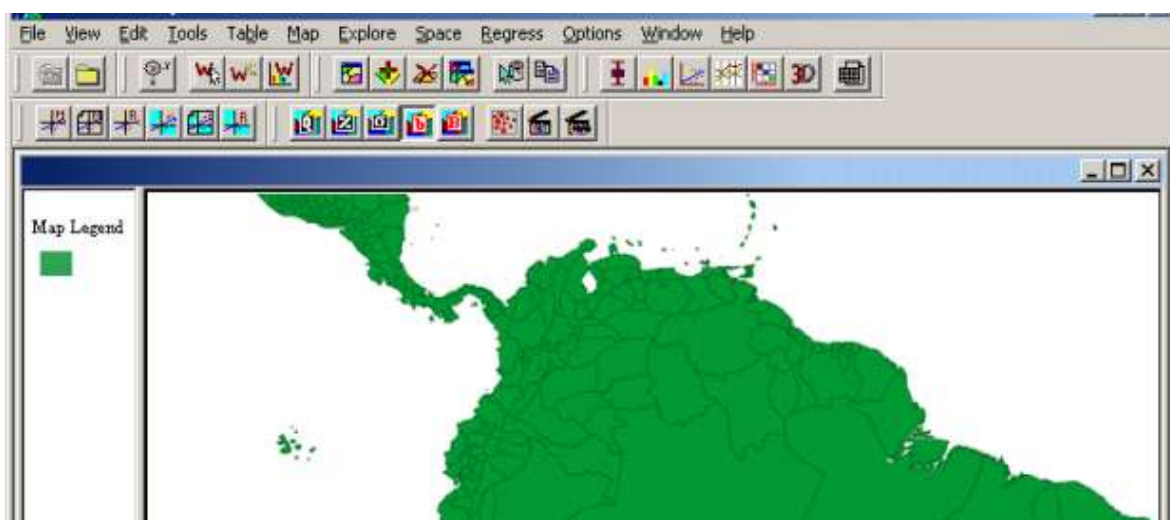 File View Edit Tools Table Map Explore Space Regress Options Window Help
W W W 3D
Map Legend